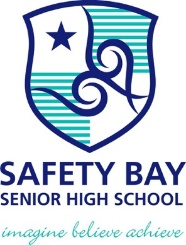 SAFETY BAY
SENIOR HIGH SCHOOL
imagine believe achieve